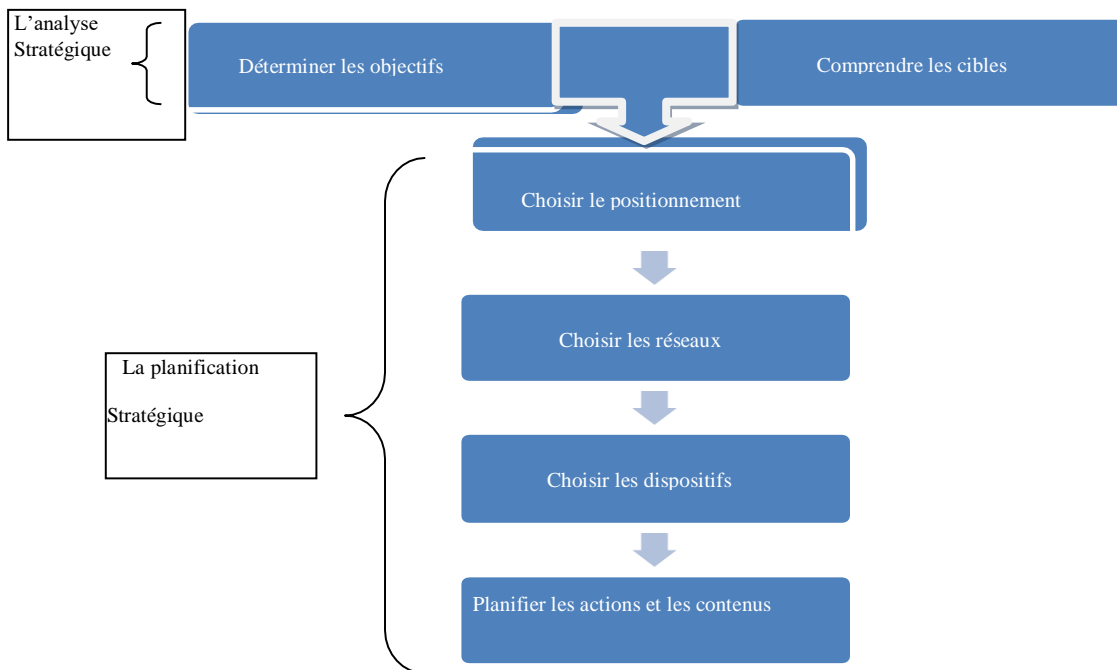 L’analyse
Stratégique
Déterminer les objectifs
Comprendre les cibles
Choisir le positionnement
Choisir les réseaux
La planification
Stratégique
Choisir les dispositifs
Planifier les actions et les contenus